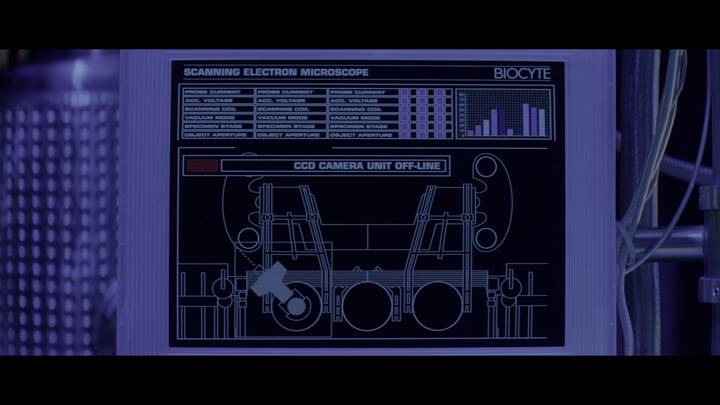 SCANNING ELECTRON MICROSCOPE
BIOCYTE
PROBE CURRENT PROBE CURRENT PROBE CURRENT
ACC. VOLTAGE ACC. VOLTAGE ACC. VOLTAGE
SCANNING COIL SCANNING COIL SCANNING COIL
VACUUM MODE VACUUM MODE VACUUM MODE
SPECIMEN STAGE SPECIMEN STAGE SPECIMEN STAGE
OBJECT APERTURE OBJECT APERTURE OBJECT APERTURE
CCD CAMERA UNIT OFF-LINE